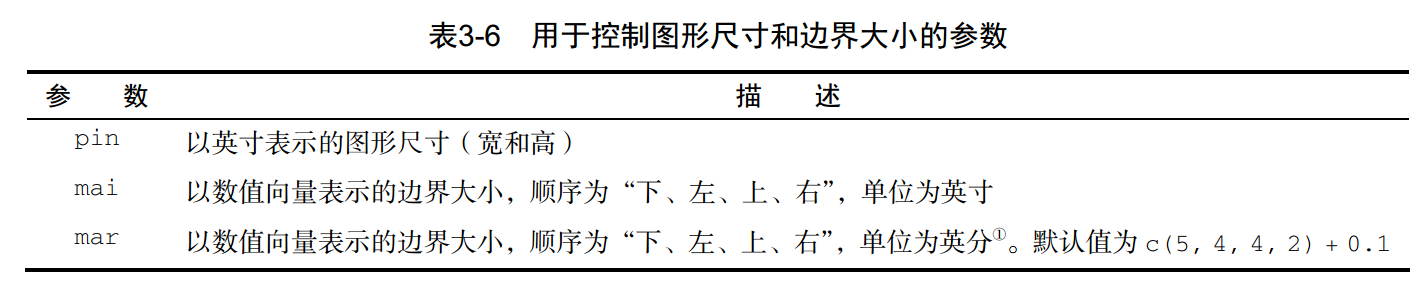 表3-6 用于控制图形尺寸和边界大小的参数
参 数 描 述
pin 以英寸表示的图形尺寸（宽和高）
mai 以数值向量表示的边界大小，顺序为“下、左、上、右”，单位为英寸
mar 以数值向量表示的边界大小，顺序为“下、左、上、右”，单位为英分①。默认值为 c(5, 4, 4, 2) + 0.1